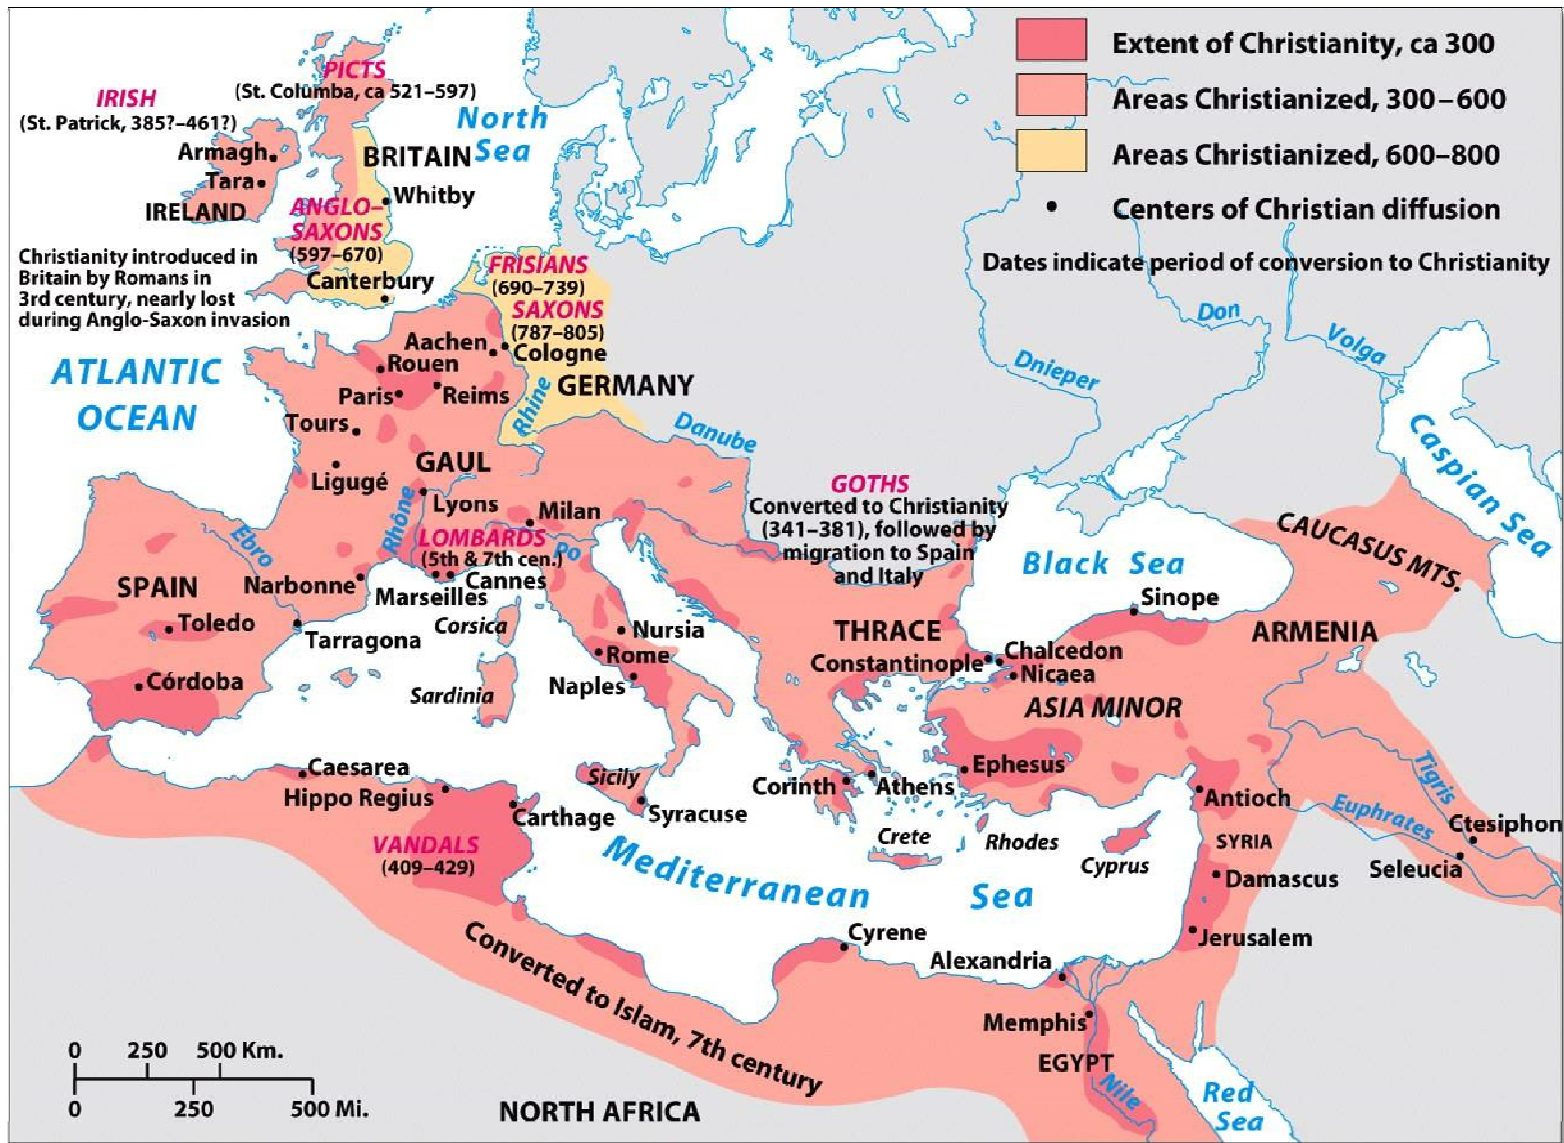 Extent of Christianity, ca 300
Areas Christianized, 300–600
Areas Christianized, 600–800
Centers of Christian diffusion
Dates indicate period of conversion to Christianity
PICTS
(St. Columba, ca 521–597)
IRISH
(St. Patrick, 385?–461?)
North
Sea
Armagh
BRITAIN
Tara
Whitby
IRELAND
ANGLO–
SAXONS
(597–670)
Canterbury
Christianity introduced in
Britain by Romans in
3rd century, nearly lost
during Anglo-Saxon invasion
FRISIANS
(690–739)
SAXONS
(787–805)
Aachen
Cologne
Rouen
Paris
Reims
Rhine
GERMANY
ATLANTIC
OCEAN
Tours
Ligugé
GAUL
Danube
Dnieper
Don
Volga
Caspian Sea
Lyons
Rhône
Milan
LOMBARDS
(5th & 7th cen.)
Po
Cannes
Marseilles
Narbonne
Ebro
SPAIN
Toledo
Tarragona
Córdoba
Corsica
Sardinia
Nursia
Rome
Naples
GOTHS
Converted to Christianity
(341–381), followed by
migration to Spain
and Italy
Black Sea
CAUCASUS MTS.
Sinope
THRACE
ARMENIA
Constantinople
Chalcedon
Nicaea
ASIA MINOR
Caesarea
Hippo Regius
Carthage
Sicily
Syracuse
Corinth
Athens
Ephesus
Antioch
Tigris
Euphrates
Ctesiphon
Seleucia
SYRIA
Damascus
Jerusalem
VANDALS
(409–429)
Mediterranean
Sea
Crete
Rhodes
Cyprus
Cyrene
Alexandria
Memphis
EGYPT
Nile
Red
Sea
Converted to Islam, 7th century
NORTH AFRICA
0 250 500 Km.
0 250 500 Mi.